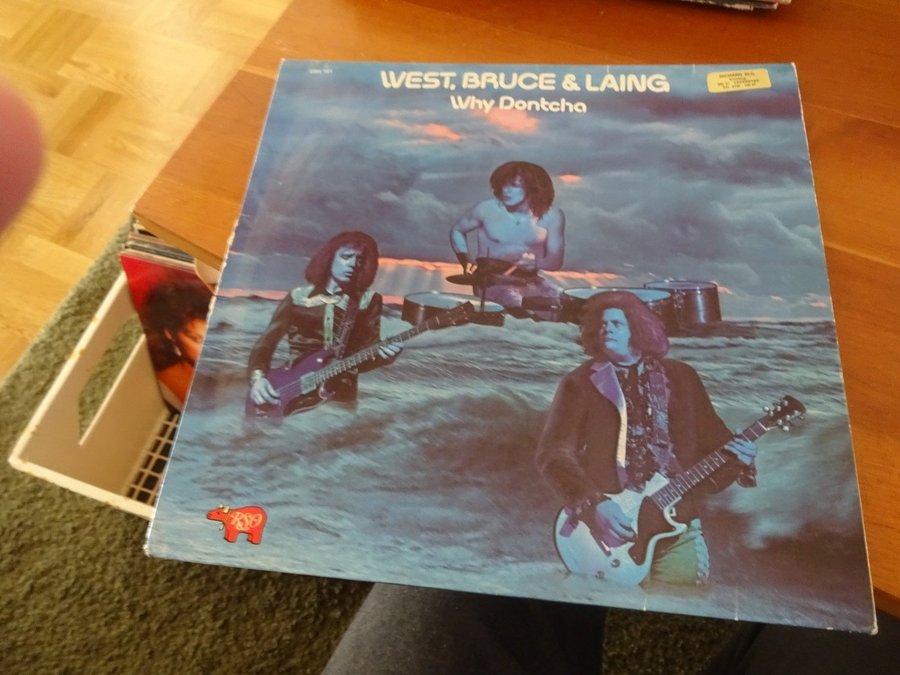 WEST, BRUCE & LAING
Why Dontcha
RSO